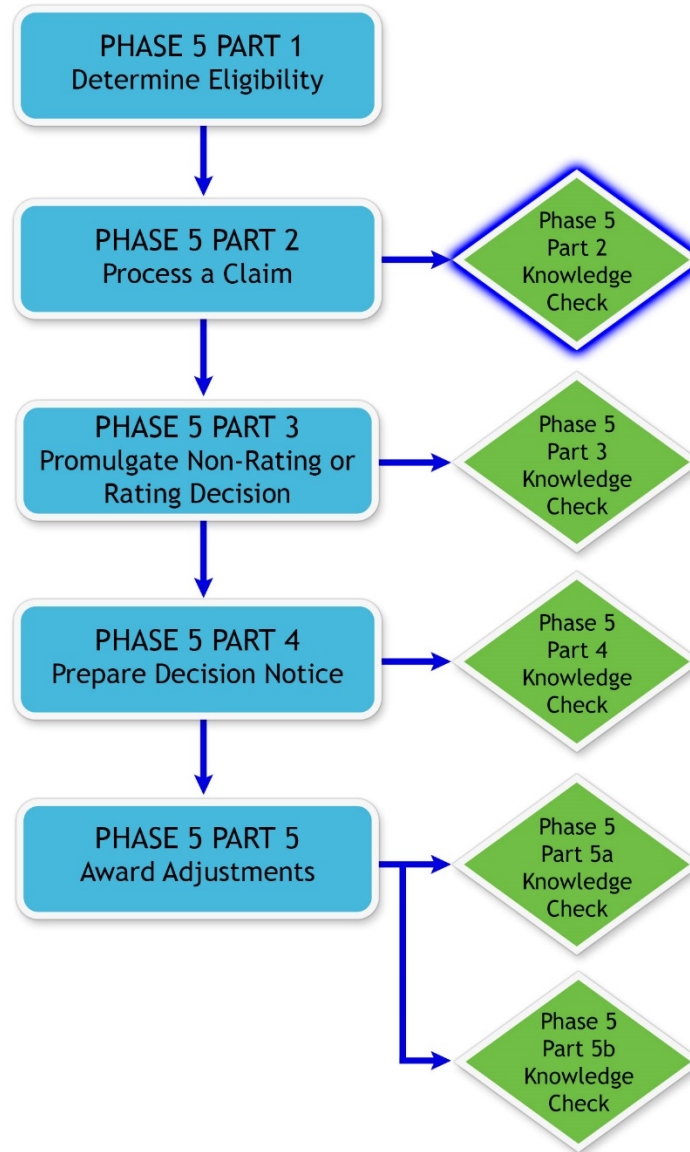 PHASE 5 PART 1
Determine Eligibility
PHASE 5 PART 2
Process a Claim
Phase 5
Part 2
Knowledge
Check
PHASE 5 PART 3
Promulgate Non-Rating or
Rating Decision
Phase 5
Part 3
Knowledge
Check
PHASE 5 PART 4
Prepare Decision Notice
Phase 5
Part 4
Knowledge
Check
PHASE 5 PART 5
Award Adjustments
Phase 5
Part 5a
Knowledge
Check
Phase 5
Part 5b
Knowledge
Check